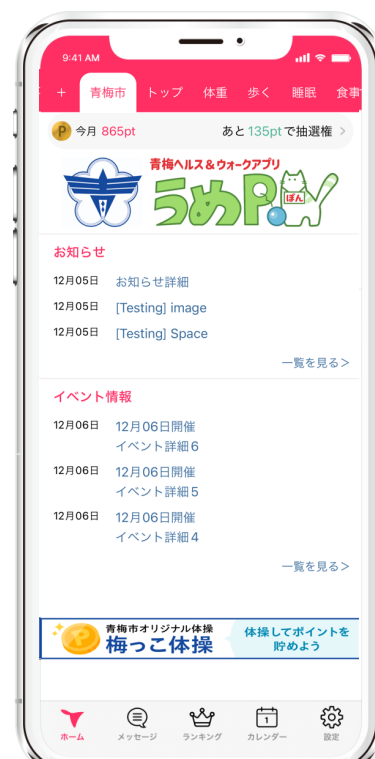 9:41 AM
+ 青梅市 トップ 体重 歩く 睡眠 食事
P 今月 865pt あと135ptで抽選権 >
青梅ヘルス&ウォークアプリ
うめPAY
ぽん
お知らせ
12月05日 お知らせ詳細
12月05日 [Testing] image
12月05日 [Testing] Space
一覧を見る>
イベント情報
12月06日 12月06日開催
イベント詳細6
12月06日 12月06日開催
イベント詳細5
12月06日 12月06日開催
イベント詳細4
一覧を見る>
P 青梅市オリジナル体操 体操してポイントを
梅っこ体操 貯めよう
ホーム メッセージ ランキング 1 カレンダー 設定